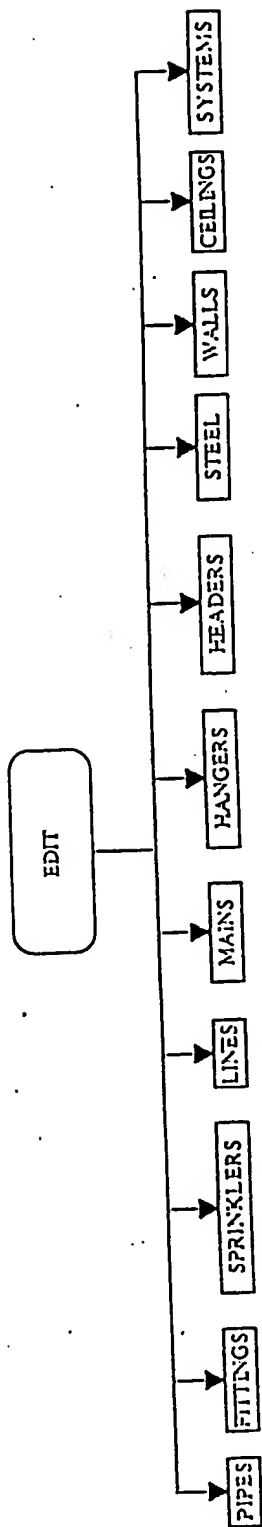 EDIT
PIPES
FITTINGS
SPRINKLERS
LINES
MAINS
HANGERS
HEADERS
STEEL
WALLS
CEILINGS
SYSTEMS